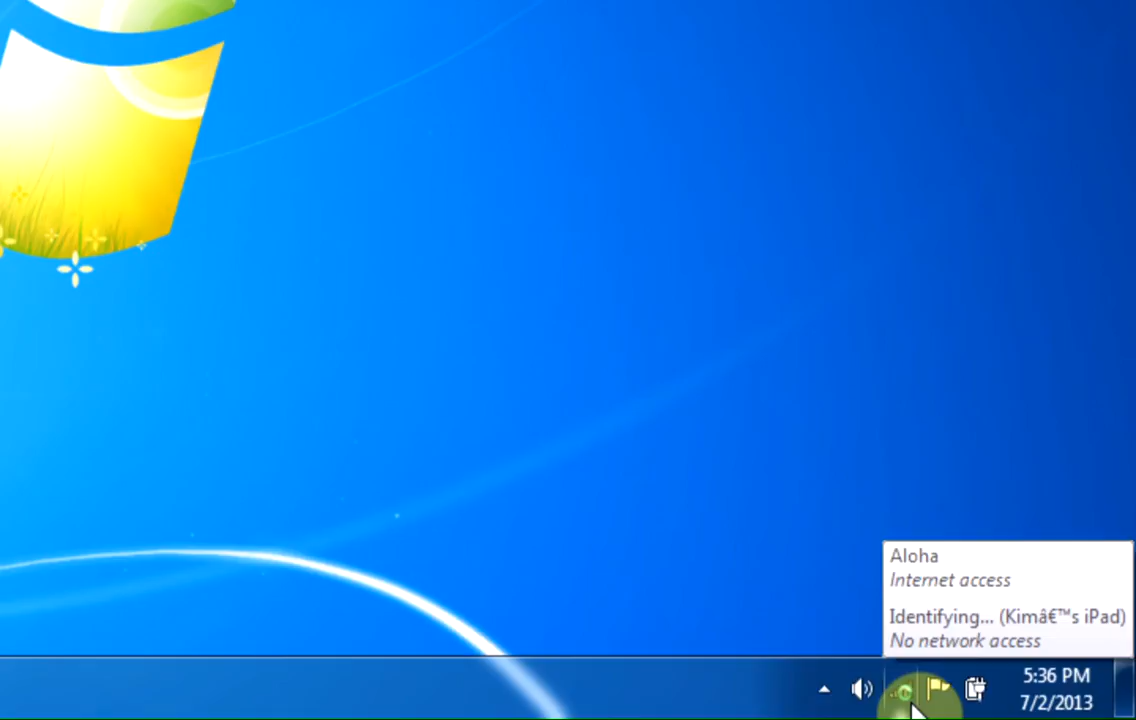 Aloha
Internet access
Identifying... (Kimâ€™s iPad)
No network access
5:36 PM
7/2/2013